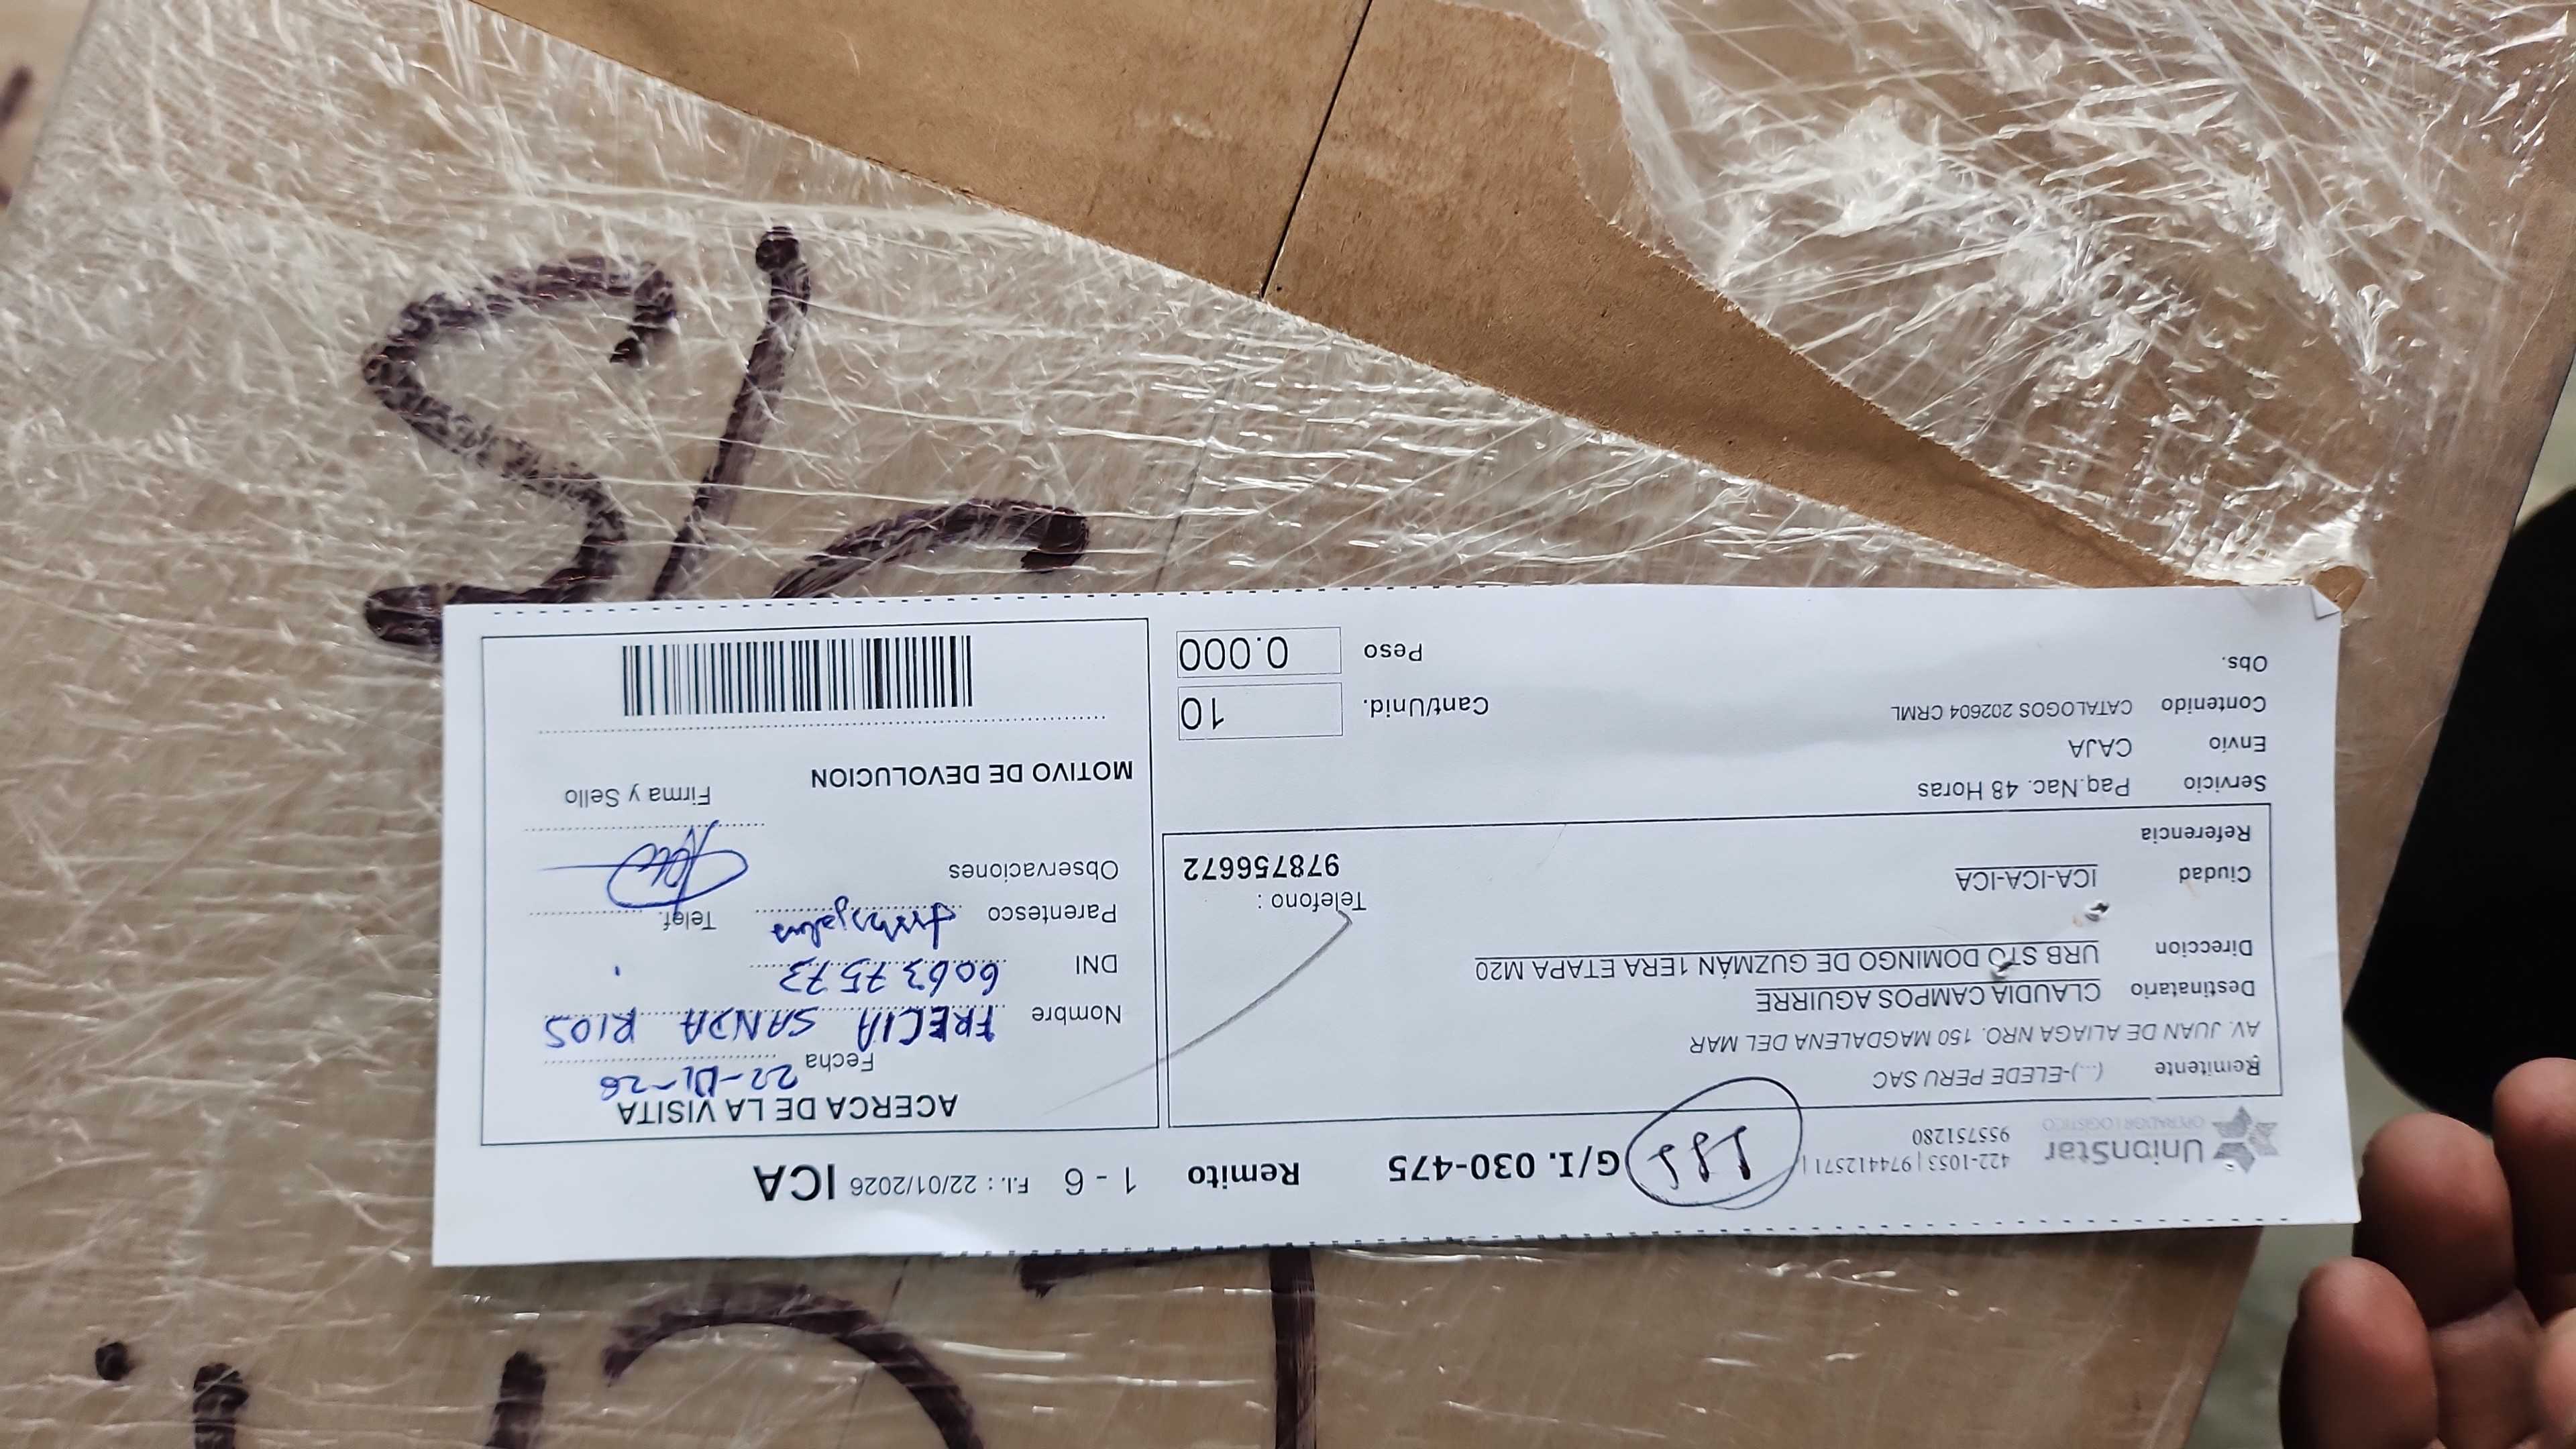 UnionStar
OPERADOR LOGISTICO
422-1053 | 974412571 |
955751280
G/I. 030-475
Remito
1 - 6
F.I.: 22/01/2026
ICA
Remitente (...)-ELEDE PERU SAC
AV. JUAN DE ALIAGA NRO. 150 MAGDALENA DEL MAR
Destinatario CLAUDIA CAMPOS AGUIRRE
Direccion URB STO DOMINGO DE GUZMÁN 1ERA ETAPA M20
Ciudad ICA-ICA-ICA
Referencia
Telefono :
978756672
Servicio Paq.Nac. 48 Horas
Envio CAJA
Contenido CATALOGOS 202604 CRML
Obs.
Cant/Unid. 10
Peso 0.000
ACERCA DE LA VISITA
Fecha 22-01-26
Nombre FRECIA SANDA RIOS
DNI 60637573
Parentesco
Telef.
Observaciones
Firma y Sello
MOTIVO DE DEVOLUCION